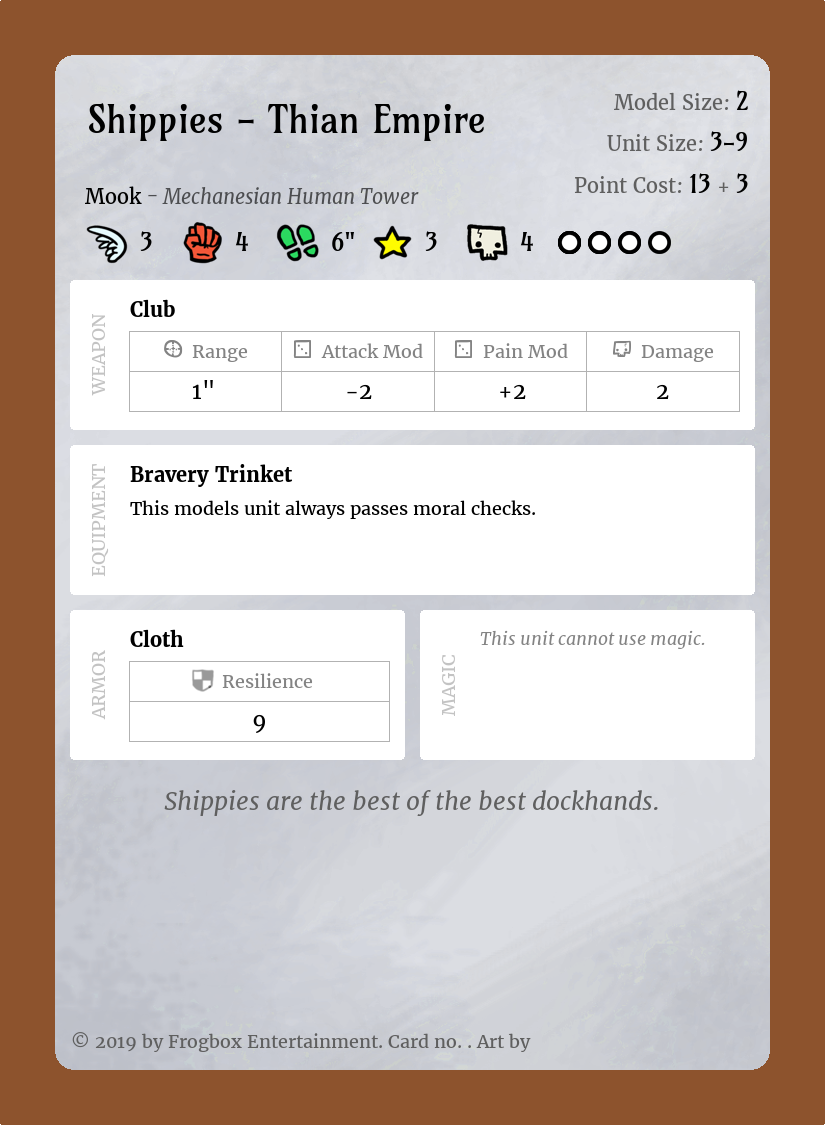 Shippies – Thian Empire
Model Size: 2
Unit Size: 3–9
Point Cost: 13 + 3
Mook – Mechanesian Human Tower
3 4 6" 3 4
WEAPON
Club
Range Attack Mod Pain Mod Damage
1" -2 +2 2
EQUIPMENT
Bravery Trinket
This models unit always passes moral checks.
ARMOR
Cloth
Resilience
9
MAGIC
This unit cannot use magic.
Shippies are the best of the best dockhands.
© 2019 by Frogbox Entertainment. Card no. . Art by